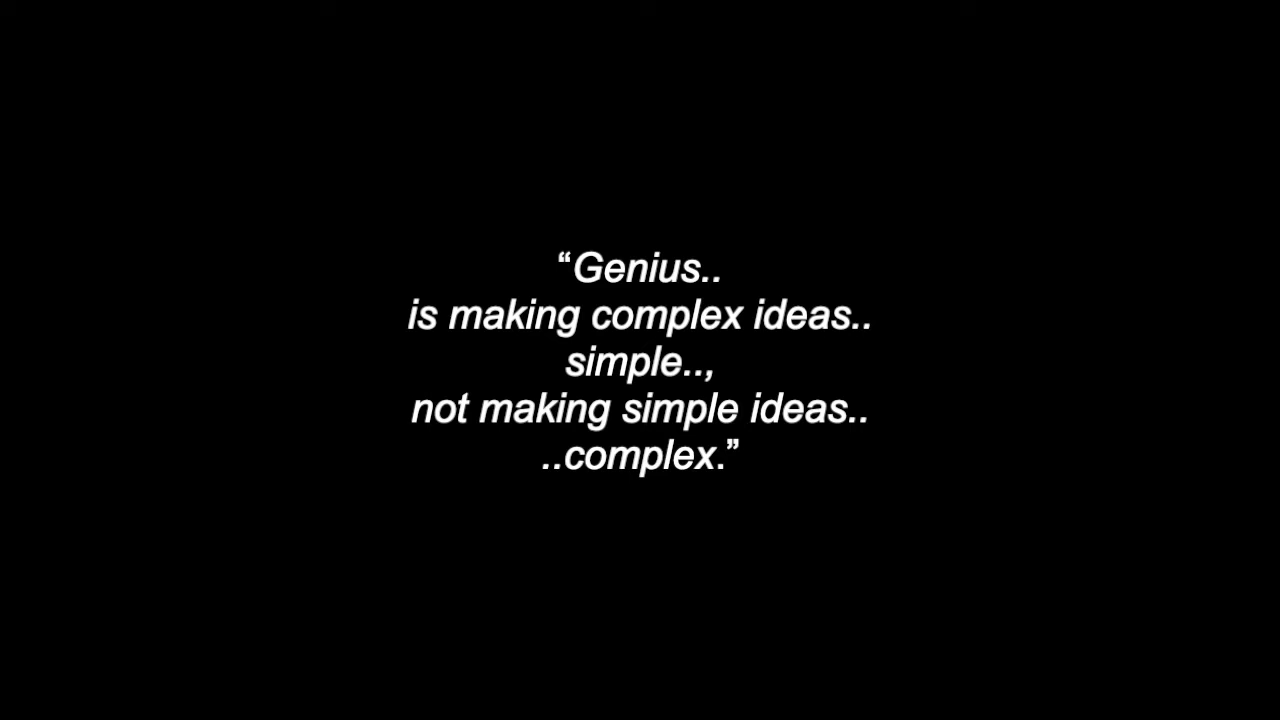 “Genius..
is making complex ideas..
simple..,
not making simple ideas..
..complex.”